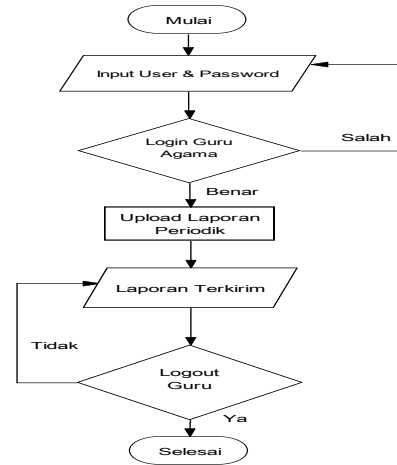 Mulai
Input User & Password
Login Guru
Agama
Salah
Benar
Upload Laporan
Periodik
Laporan Terkirim
Tidak
Logout
Guru
Ya
Selesai